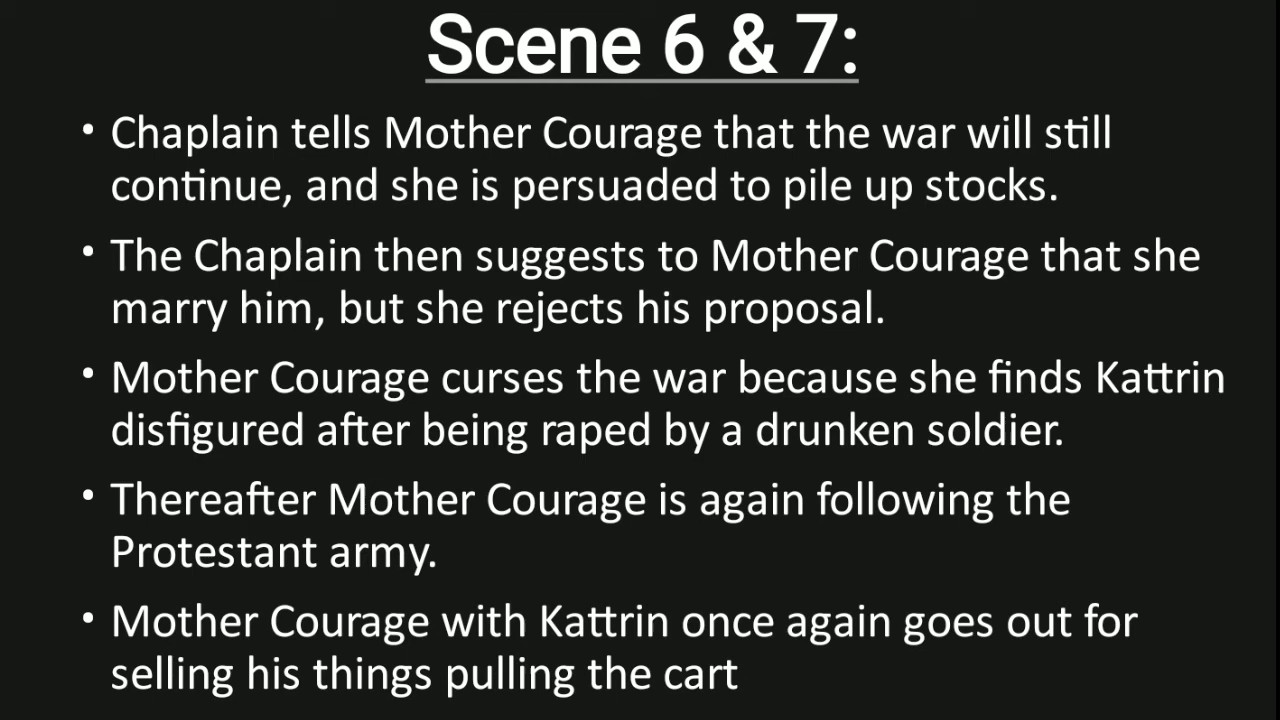 Scene 6 & 7:
• Chaplain tells Mother Courage that the war will still
continue, and she is persuaded to pile up stocks.
• The Chaplain then suggests to Mother Courage that she
marry him, but she rejects his proposal.
• Mother Courage curses the war because she finds Kattrin
disfigured after being raped by a drunken soldier.
• Thereafter Mother Courage is again following the
Protestant army.
• Mother Courage with Kattrin once again goes out for
selling his things pulling the cart